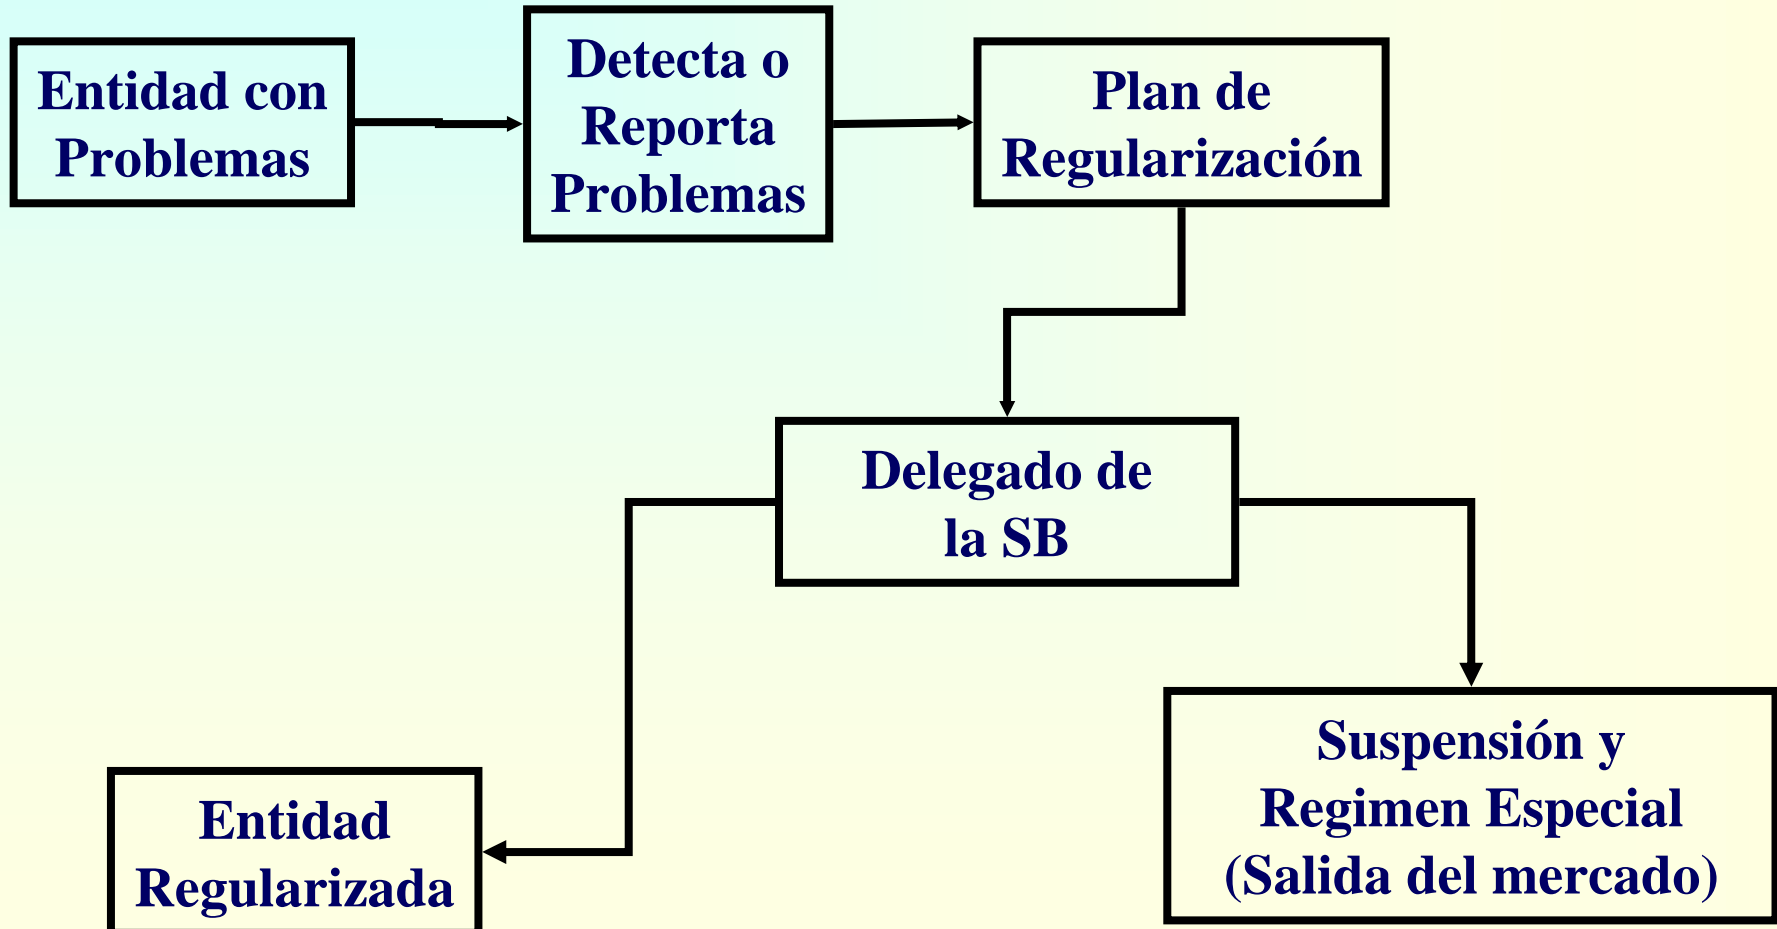 Entidad con
Problemas
Detecta o
Reporta
Problemas
Plan de
Regularización
Delegado de
la SB
Entidad
Regularizada
Suspensión y
Regimen Especial
(Salida del mercado)